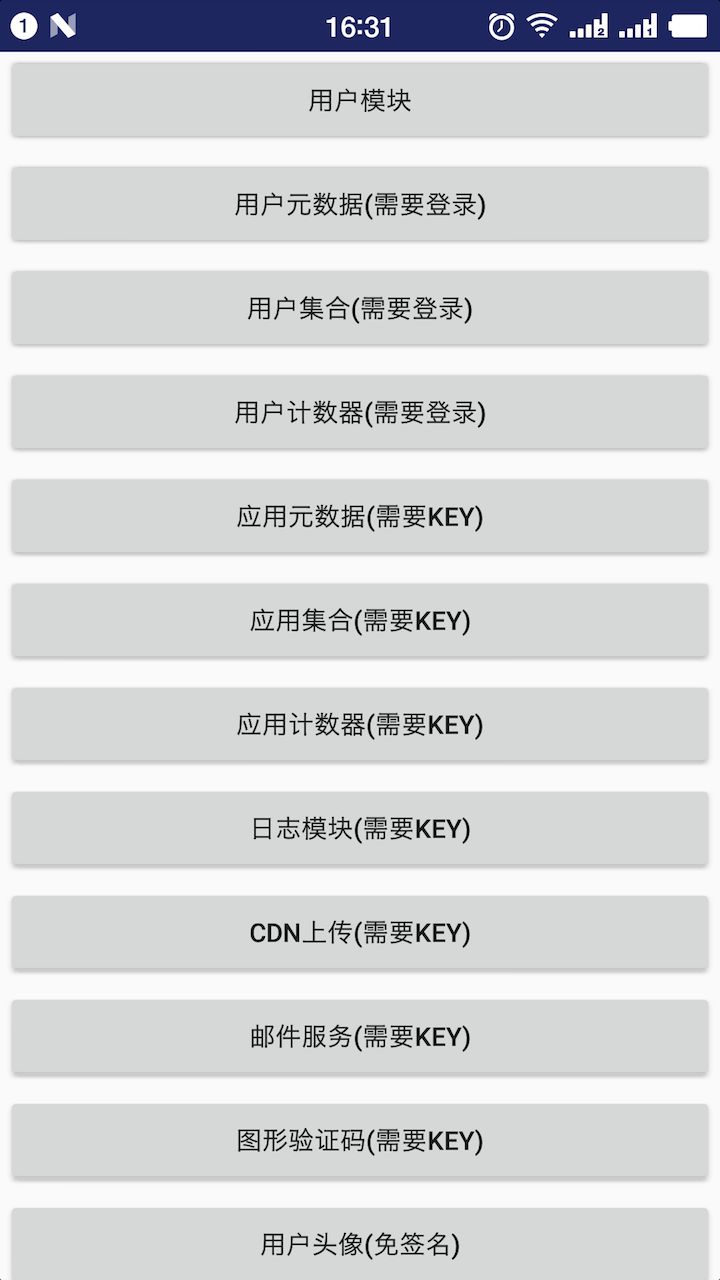 1
16:31
2
1
用户模块
用户元数据(需要登录)
用户集合(需要登录)
用户计数器(需要登录)
应用元数据(需要KEY)
应用集合(需要KEY)
应用计数器(需要KEY)
日志模块(需要KEY)
CDN上传(需要KEY)
邮件服务(需要KEY)
图形验证码(需要KEY)
用户头像(免签名)